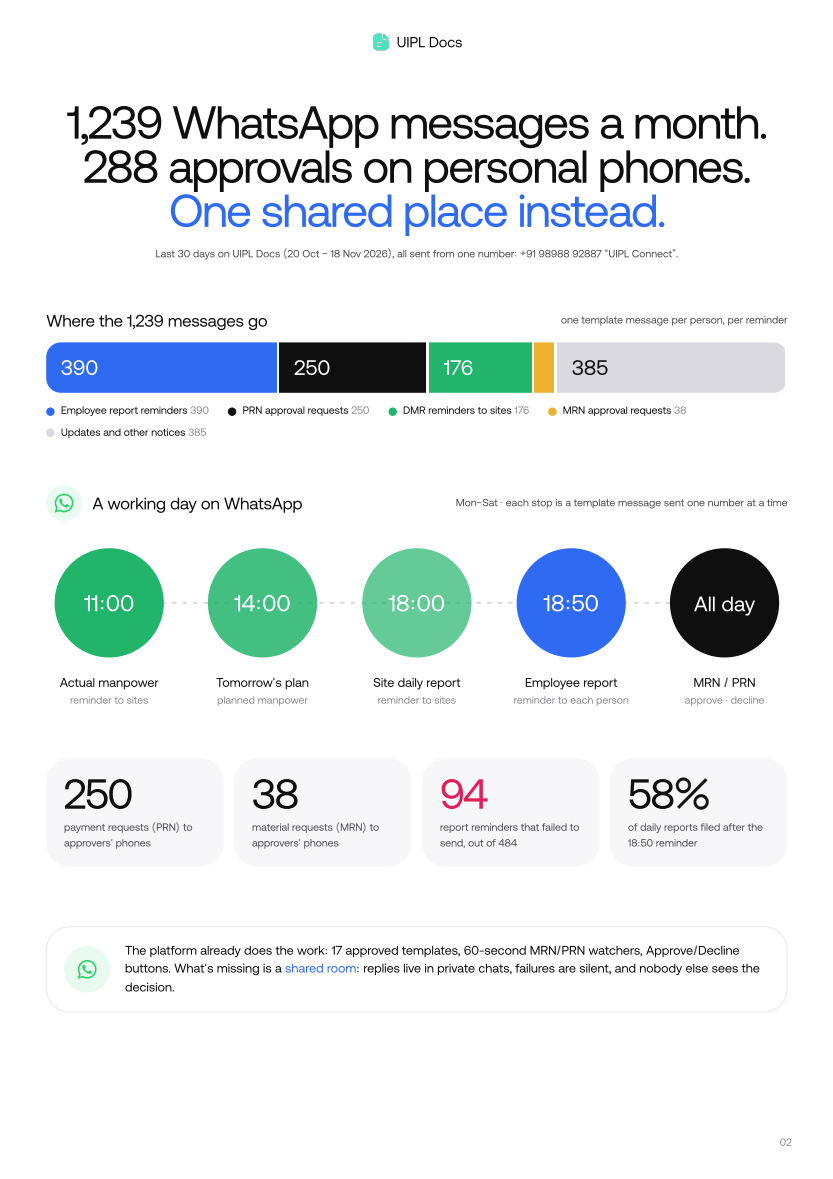 UIPL Docs
1,239 WhatsApp messages a month.
288 approvals on personal phones.
One shared place instead.
Last 30 days on UIPL Docs (20 Oct – 18 Nov 2026), all sent from one number: +91 98988 92887 "UIPL Connect".
Where the 1,239 messages go
one template message per person, per reminder
390
250
176
385
Employee report reminders 390
PRN approval requests 250
DMR reminders to sites 176
MRN approval requests 38
Updates and other notices 385
A working day on WhatsApp
Mon–Sat · each stop is a template message sent one number at a time
11:00
14:00
18:00
18:50
All day
Actual manpower
Tomorrow's plan
Site daily report
Employee report
MRN / PRN
reminder to sites
planned manpower
reminder to sites
reminder to each person
approve · decline
250
payment requests (PRN) to
approvers' phones
38
material requests (MRN) to
approvers' phones
94
report reminders that failed to
send, out of 484
58%
of daily reports filed after the
18:50 reminder
The platform already does the work: 17 approved templates, 60-second MRN/PRN watchers, Approve/Decline
buttons. What's missing is a shared room: replies live in private chats, failures are silent, and nobody else sees the
decision.
02